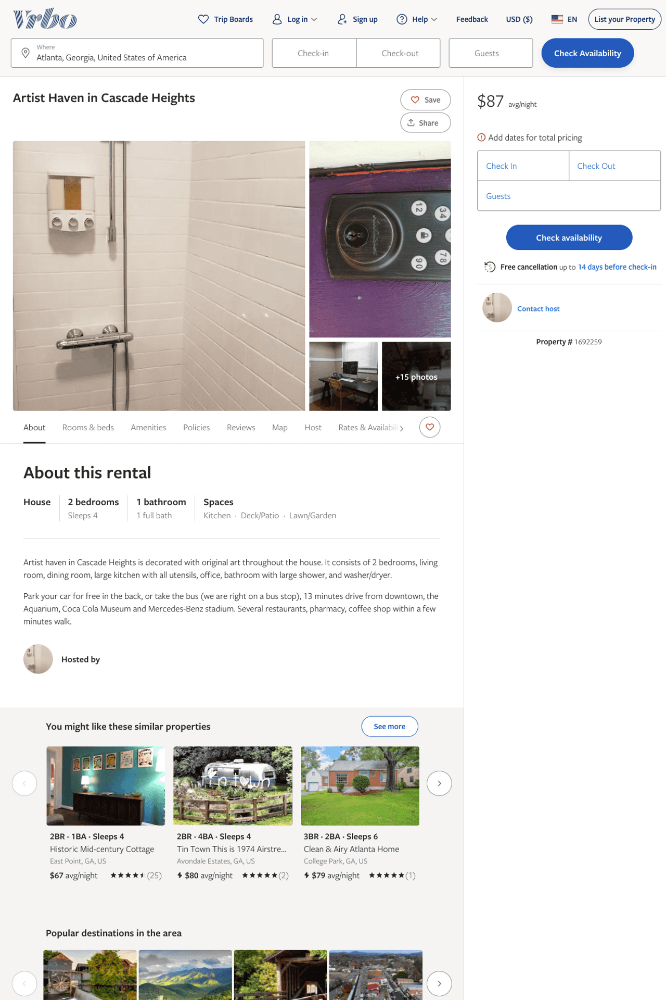 Vrbo
Trip Boards
Log in
Sign up
Help
Feedback
USD ($)
EN
List your Property
Where
Atlanta, Georgia, United States of America
Check-in
Check-out
Guests
Check Availability
Artist Haven in Cascade Heights
Save
Share
12
34
78
90
+15 photos
$87 avg/night
Add dates for total pricing
Check In
Check Out
Guests
Check availability
Free cancellation up to 14 days before check-in
Contact host
Property # 1692259
About
Rooms & beds
Amenities
Policies
Reviews
Map
Host
Rates & Availabili
About this rental
House
2 bedrooms
Sleeps 4
1 bathroom
1 full bath
Spaces
Kitchen · Deck/Patio · Lawn/Garden
Artist haven in Cascade Heights is decorated with original art throughout the house. It consists of 2 bedrooms, living
room, dining room, large kitchen with all utensils, office, bathroom with large shower, and washer/dryer.
Park your car for free in the back, or take the bus (we are right on a bus stop), 13 minutes drive from downtown, the
Aquarium, Coca Cola Museum and Mercedes-Benz stadium. Several restaurants, pharmacy, coffee shop within a few
minutes walk.
Hosted by
You might like these similar properties
See more
tin town
2BR · 1BA · Sleeps 4
Historic Mid-century Cottage
East Point, GA, US
$67 avg/night
(25)
2BR · 4BA · Sleeps 4
Tin Town This is 1974 Airstre...
Avondale Estates, GA, US
$80 avg/night
(2)
3BR · 2BA · Sleeps 6
Clean & Airy Atlanta Home
College Park, GA, US
$79 avg/night
(1)
Popular destinations in the area